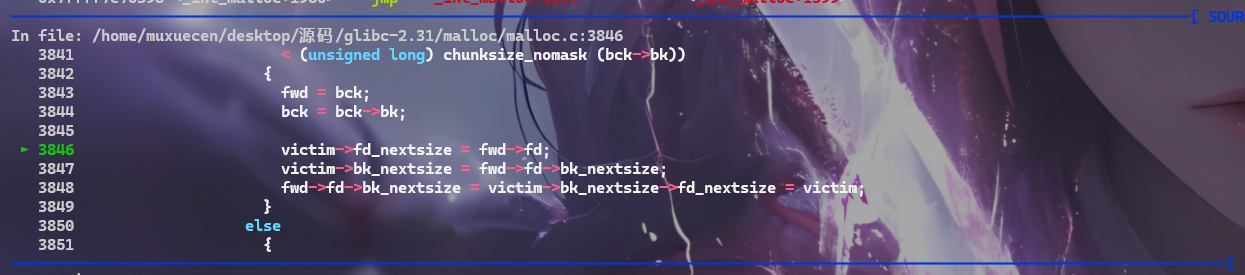 [ SOUR
In file: /home/muxuecen/desktop/源码/glibc-2.31/malloc/malloc.c:3846
3841 < (unsigned long) chunksize_nomask (bck->bk))
3842 {
3843 fwd = bck;
3844 bck = bck->bk;
3845
► 3846 victim->fd_nextsize = fwd->fd;
3847 victim->bk_nextsize = fwd->fd->bk_nextsize;
3848 fwd->fd->bk_nextsize = victim->bk_nextsize->fd_nextsize = victim;
3849 }
3850 else
3851 {